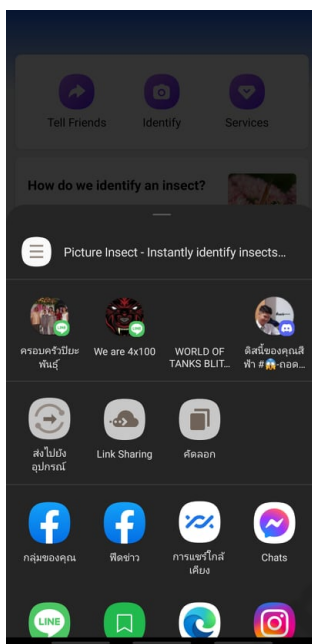 Tell Friends
Identify
Services
How do we identify an insect?
Picture Insect - Instantly identify insects...
ครอบครัวปิยะ
พันธุ์
We are 4x100
WORLD OF
TANKS BLIT...
ดิสนี้ของคุณสี
ฟ้า #😱-ถอด...
ส่งไปยัง
อุปกรณ์
Link Sharing
คัดลอก
กลุ่มของคุณ
ฟีดข่าว
การแชร์ใกล้
เคียง
Chats
LINE